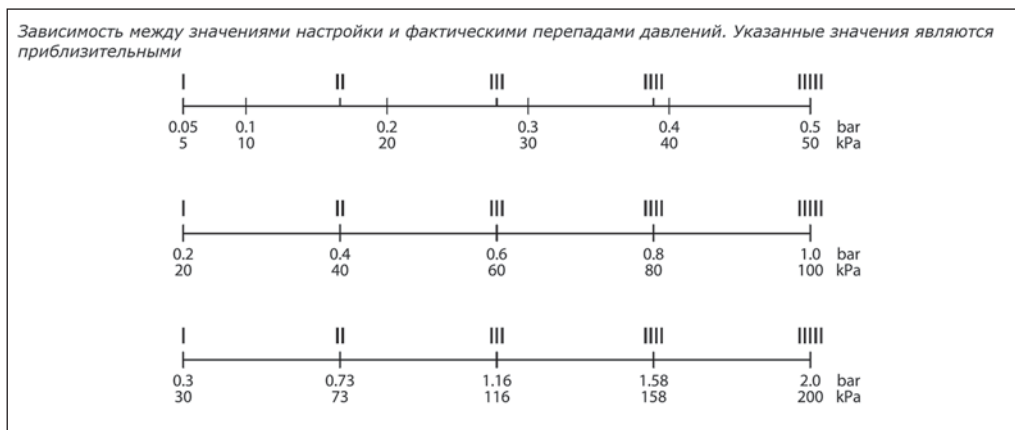 Зависимость между значениями настройки и фактическими перепадами давлений. Указанные значения являются
приблизительными
I II III IIII IIIII
0.05 0.1 0.2 0.3 0.4 0.5 bar
5 10 20 30 40 50 kPa
I II III IIII IIIII
0.2 0.4 0.6 0.8 1.0 bar
20 40 60 80 100 kPa
I II III IIII IIIII
0.3 0.73 1.16 1.58 2.0 bar
30 73 116 158 200 kPa